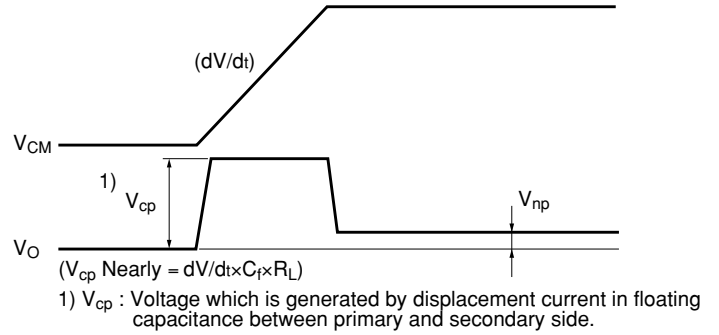 (dV/dt)
VCM
1)
Vcp
Vnp
VO
(Vcp Nearly = dV/dt×Cf×RL)
1) Vcp : Voltage which is generated by displacement current in floating
capacitance between primary and secondary side.